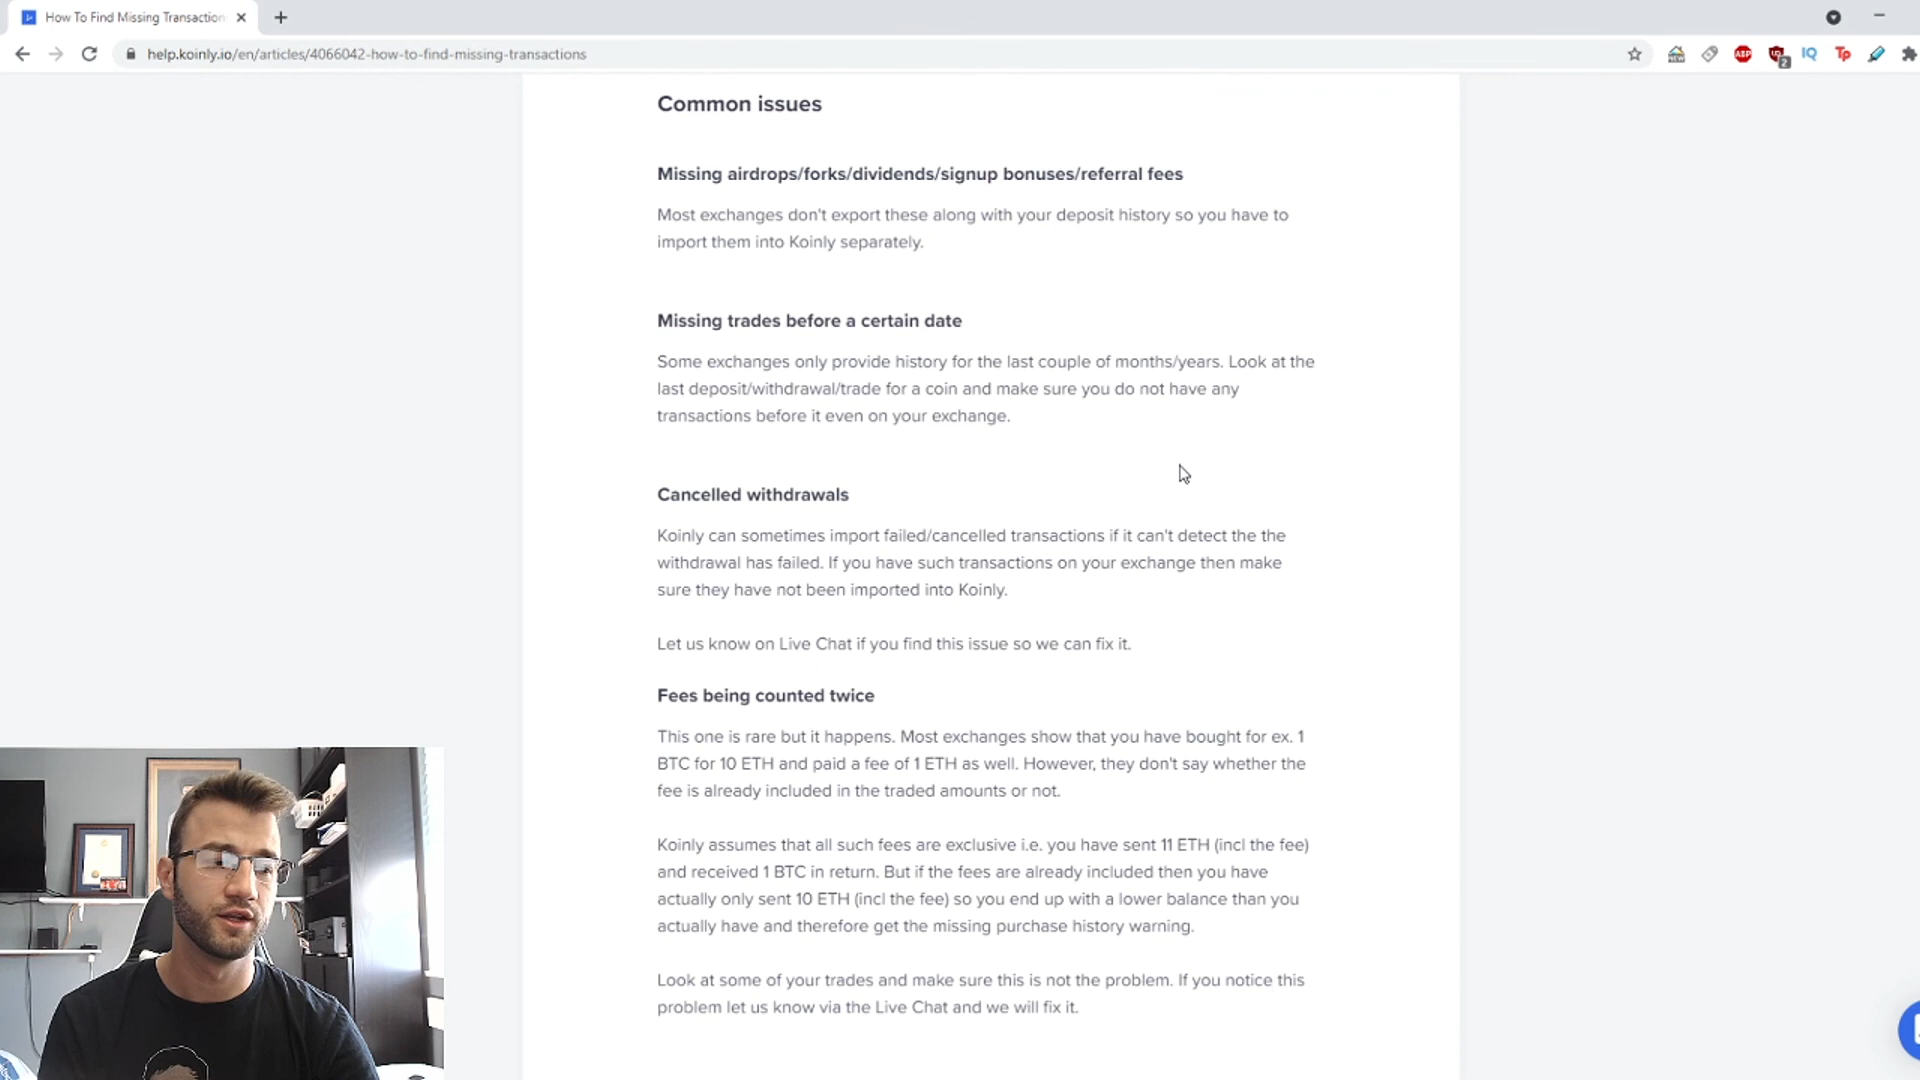 How To Find Missing Transaction
help.koinly.io/en/articles/4066042-how-to-find-missing-transactions
NEW
ABP
2
IQ
Tp
Common issues
Missing airdrops/forks/dividends/signup bonuses/referral fees
Most exchanges don't export these along with your deposit history so you have to
import them into Koinly separately.
Missing trades before a certain date
Some exchanges only provide history for the last couple of months/years. Look at the
last deposit/withdrawal/trade for a coin and make sure you do not have any
transactions before it even on your exchange.
Cancelled withdrawals
Koinly can sometimes import failed/cancelled transactions if it can't detect the the
withdrawal has failed. If you have such transactions on your exchange then make
sure they have not been imported into Koinly.
Let us know on Live Chat if you find this issue so we can fix it.
Fees being counted twice
This one is rare but it happens. Most exchanges show that you have bought for ex. 1
BTC for 10 ETH and paid a fee of 1 ETH as well. However, they don't say whether the
fee is already included in the traded amounts or not.
Koinly assumes that all such fees are exclusive i.e. you have sent 11 ETH (incl the fee)
and received 1 BTC in return. But if the fees are already included then you have
actually only sent 10 ETH (incl the fee) so you end up with a lower balance than you
actually have and therefore get the missing purchase history warning.
Look at some of your trades and make sure this is not the problem. If you notice this
problem let us know via the Live Chat and we will fix it.